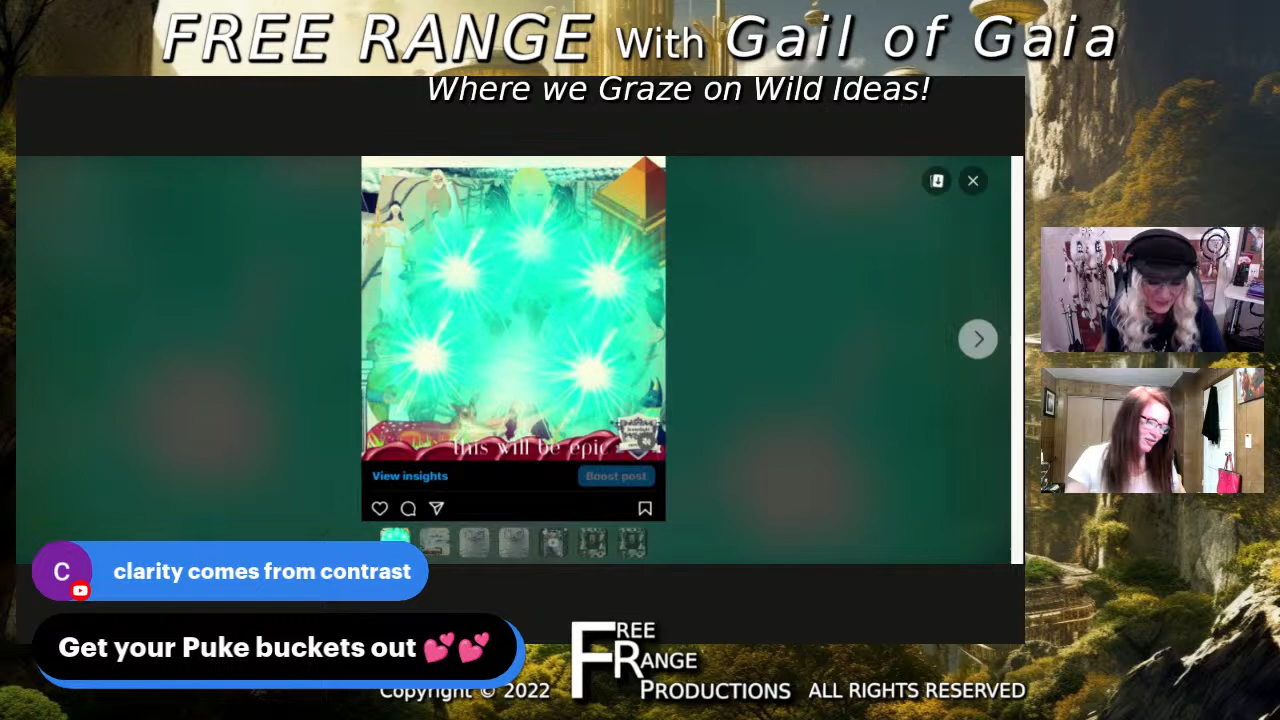 FREE RANGE With Gail of Gaia
Where we Graze on Wild Ideas!
this will be epic
View insights
Boost post
C
clarity comes from contrast
Get your Puke buckets out 💕💕
FREE
RANGE
PRODUCTIONS
Copyright © 2022
ALL RIGHTS RESERVED